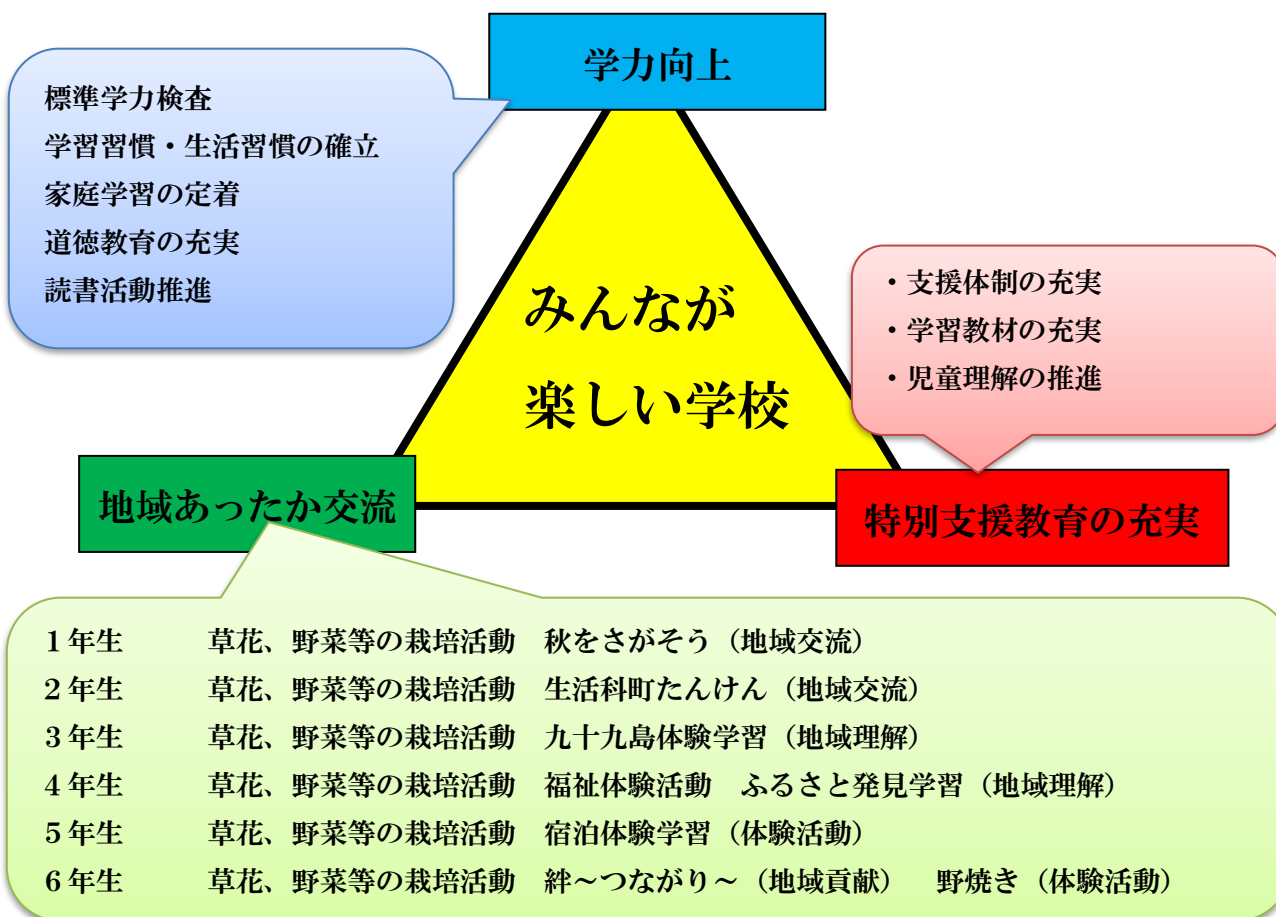 学力向上
標準学力検査
学習習慣・生活習慣の確立
家庭学習の定着
道徳教育の充実
読書活動推進
みんなが
楽しい学校
・支援体制の充実
・学習教材の充実
・児童理解の推進
地域あったか交流
特別支援教育の充実
1年生　草花、野菜等の栽培活動　秋をさがそう（地域交流）
2年生　草花、野菜等の栽培活動　生活科町たんけん（地域交流）
3年生　草花、野菜等の栽培活動　九十九島体験学習（地域理解）
4年生　草花、野菜等の栽培活動　福祉体験活動　ふるさと発見学習（地域理解）
5年生　草花、野菜等の栽培活動　宿泊体験学習（体験活動）
6年生　草花、野菜等の栽培活動　絆～つながり～（地域貢献）　野焼き（体験活動）